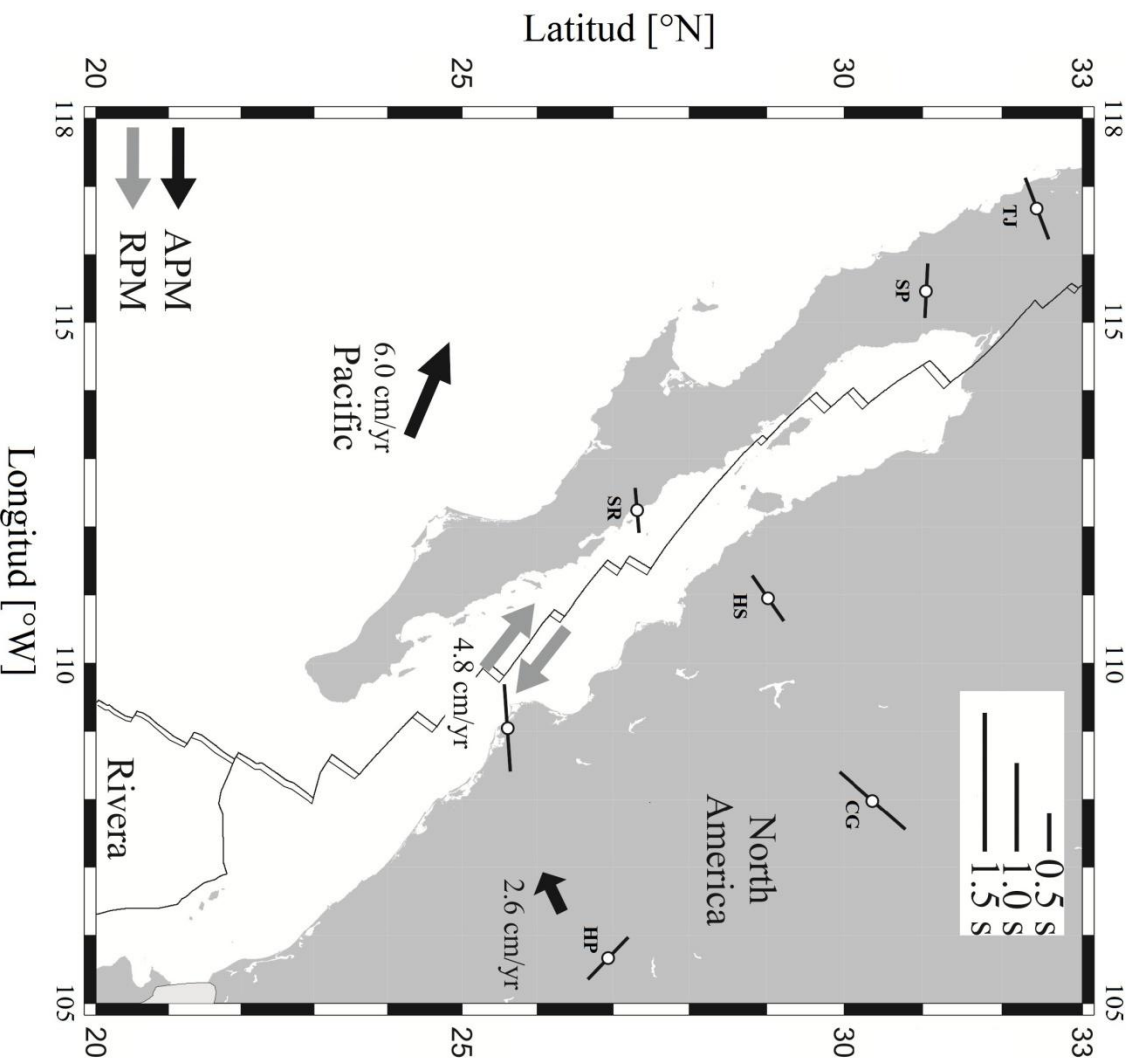 Latitud [°N]
20
25
30
33
118
118
115
115
110
110
105
105
20
25
30
33
Longitud [°W]
TJ
SP
SR
HS
CG
HP
0.5 s
1.0 s
1.5 s
North
America
2.6 cm/yr
4.8 cm/yr
6.0 cm/yr
Pacific
Rivera
APM
RPM